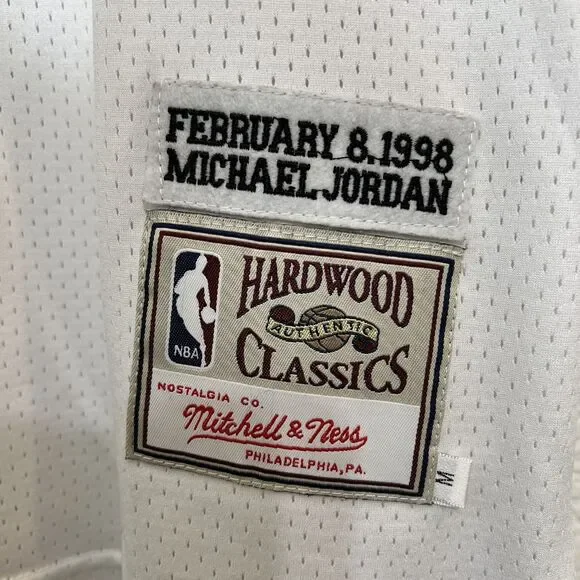 FEBRUARY 8.1998
MICHAEL JORDAN
NBA
HARDWOOD
AUTHENTIC
CLASSICS
NOSTALGIA CO.
Mitchell & Ness
PHILADELPHIA, PA.
M